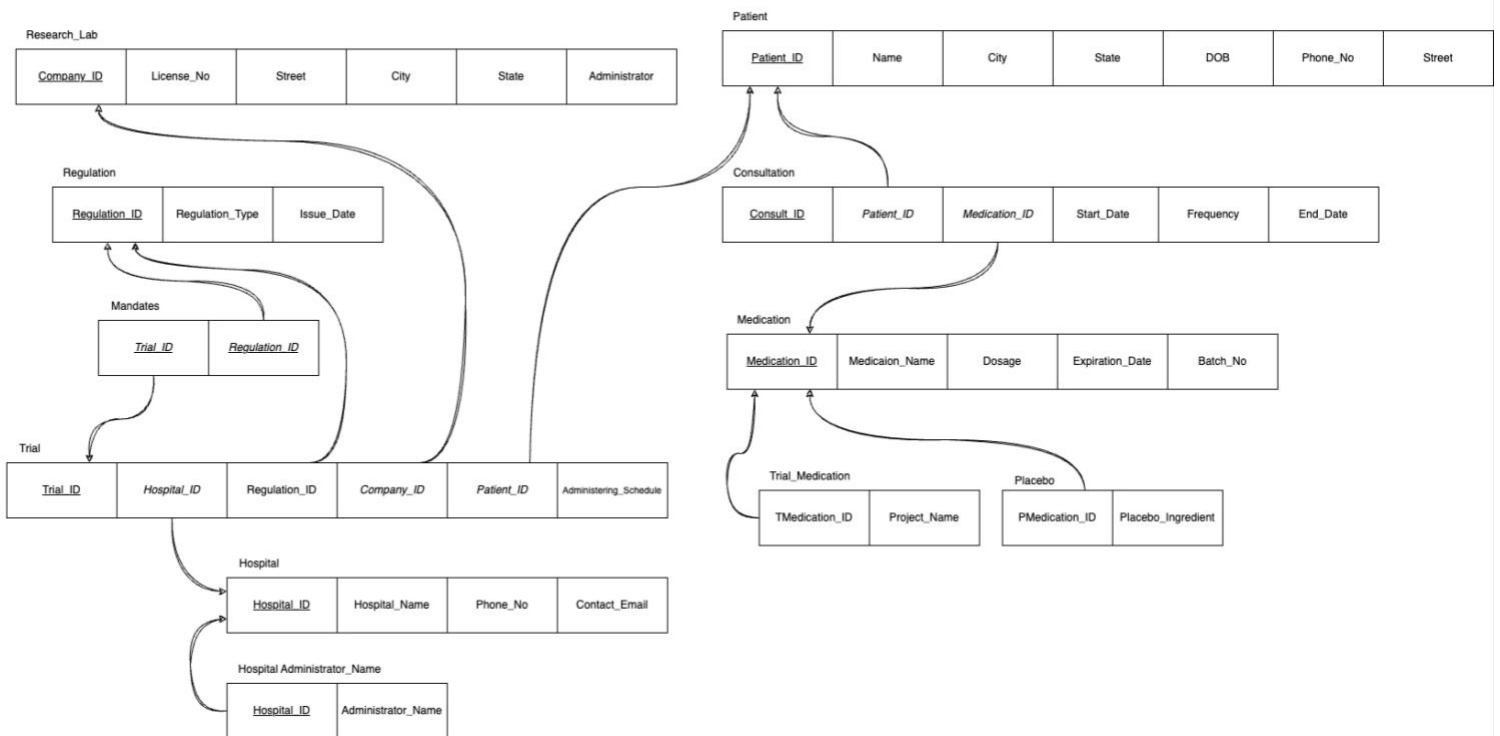 Research_Lab
Company_ID License_No Street City State Administrator
Patient
Patient_ID Name City State DOB Phone_No Street
Regulation
Regulation_ID Regulation_Type Issue_Date
Consultation
Consult_ID Patient_ID Medication_ID Start_Date Frequency End_Date
Mandates
Trial_ID Regulation_ID
Medication
Medication_ID Medicaion_Name Dosage Expiration_Date Batch_No
Trial
Trial_ID Hospital_ID Regulation_ID Company_ID Patient_ID Administering_Schedule
Trial_Medication
TMedication_ID Project_Name
Placebo
PMedication_ID Placebo_Ingredient
Hospital
Hospital_ID Hospital_Name Phone_No Contact_Email
Hospital Administrator_Name
Hospital_ID Administrator_Name